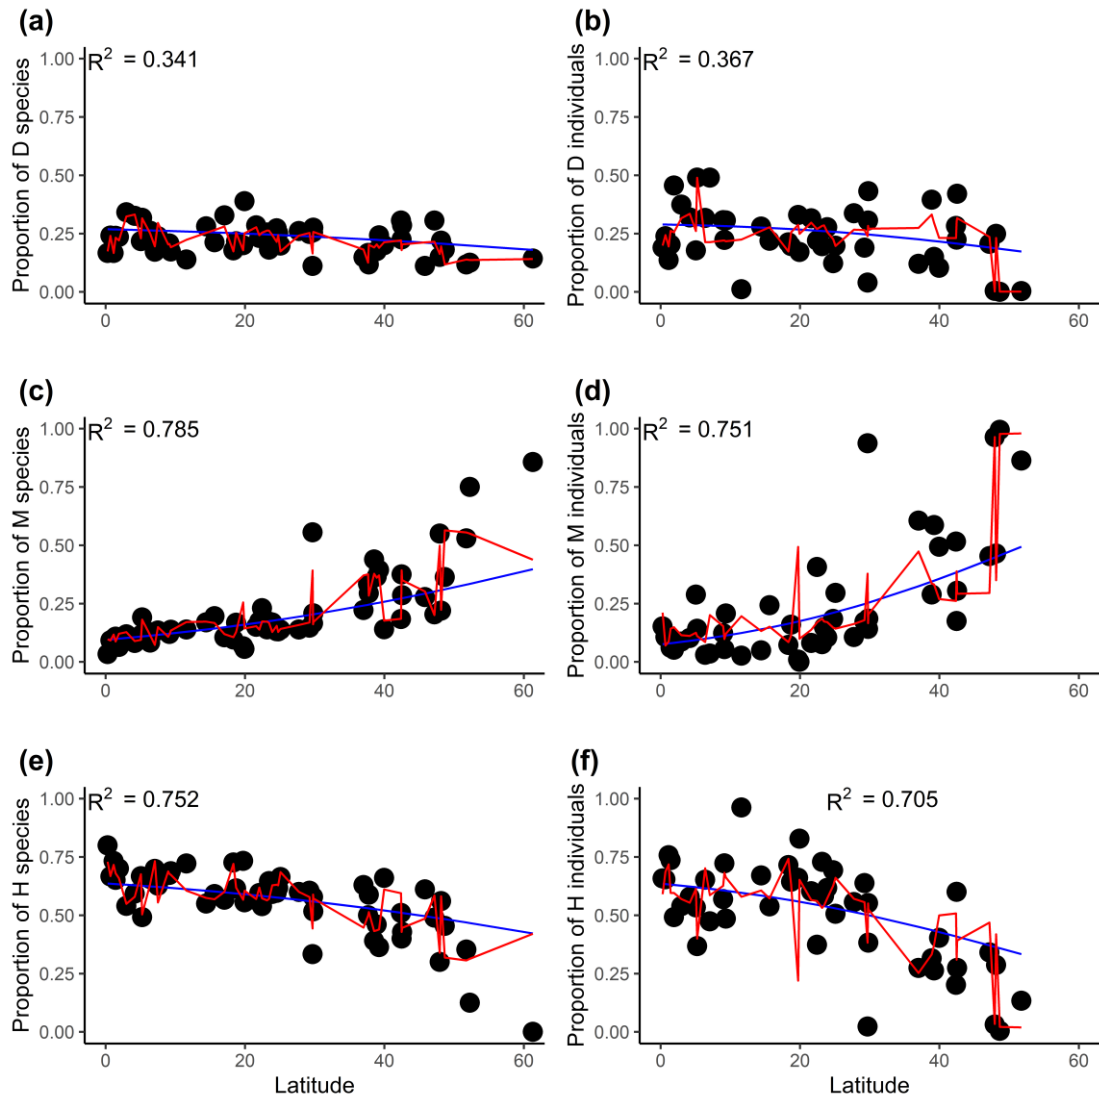 (a)
R² = 0.341
Proportion of D species
1.00
0.75
0.50
0.25
0.00
0 20 40 60
(b)
R² = 0.367
Proportion of D individuals
1.00
0.75
0.50
0.25
0.00
0 20 40 60
(c)
R² = 0.785
Proportion of M species
1.00
0.75
0.50
0.25
0.00
0 20 40 60
(d)
R² = 0.751
Proportion of M individuals
1.00
0.75
0.50
0.25
0.00
0 20 40 60
(e)
R² = 0.752
Proportion of H species
1.00
0.75
0.50
0.25
0.00
0 20 40 60
Latitude
(f)
R² = 0.705
Proportion of H individuals
1.00
0.75
0.50
0.25
0.00
0 20 40 60
Latitude